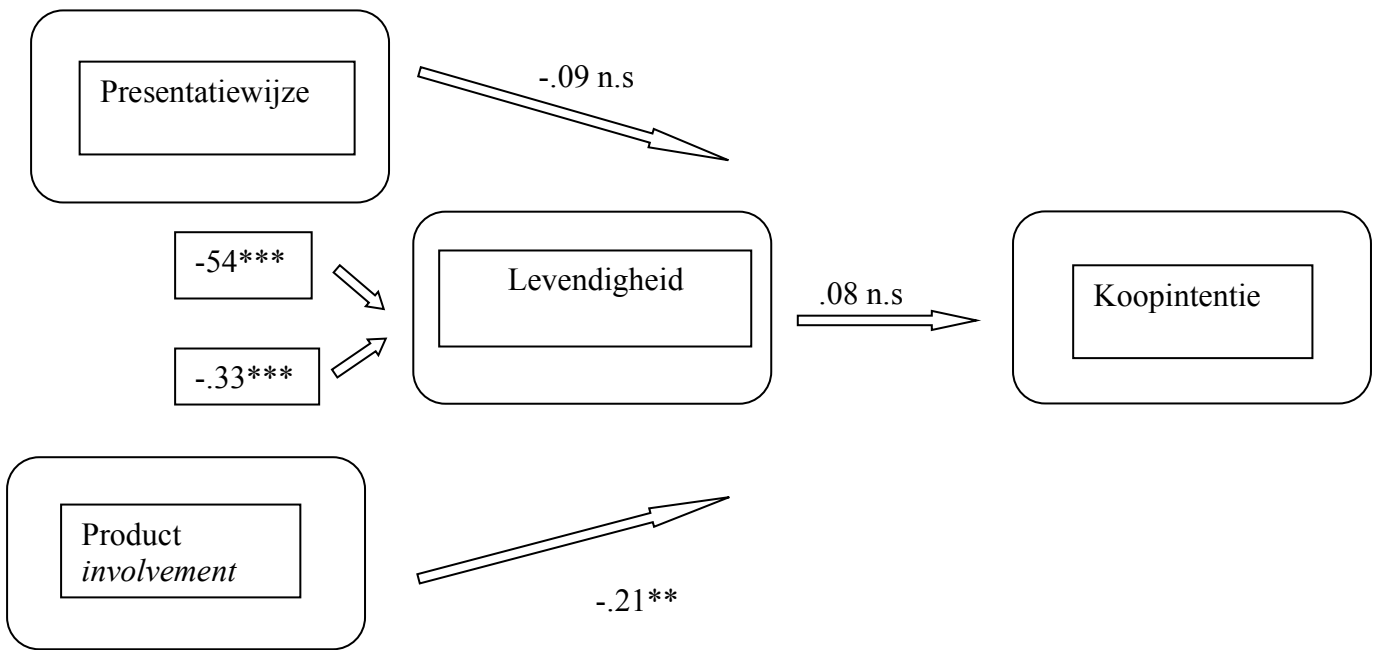 Presentatiewijze
-.09 n.s
-54***
Levendigheid
.08 n.s
Koopintentie
-.33***
Product
involvement
-.21**